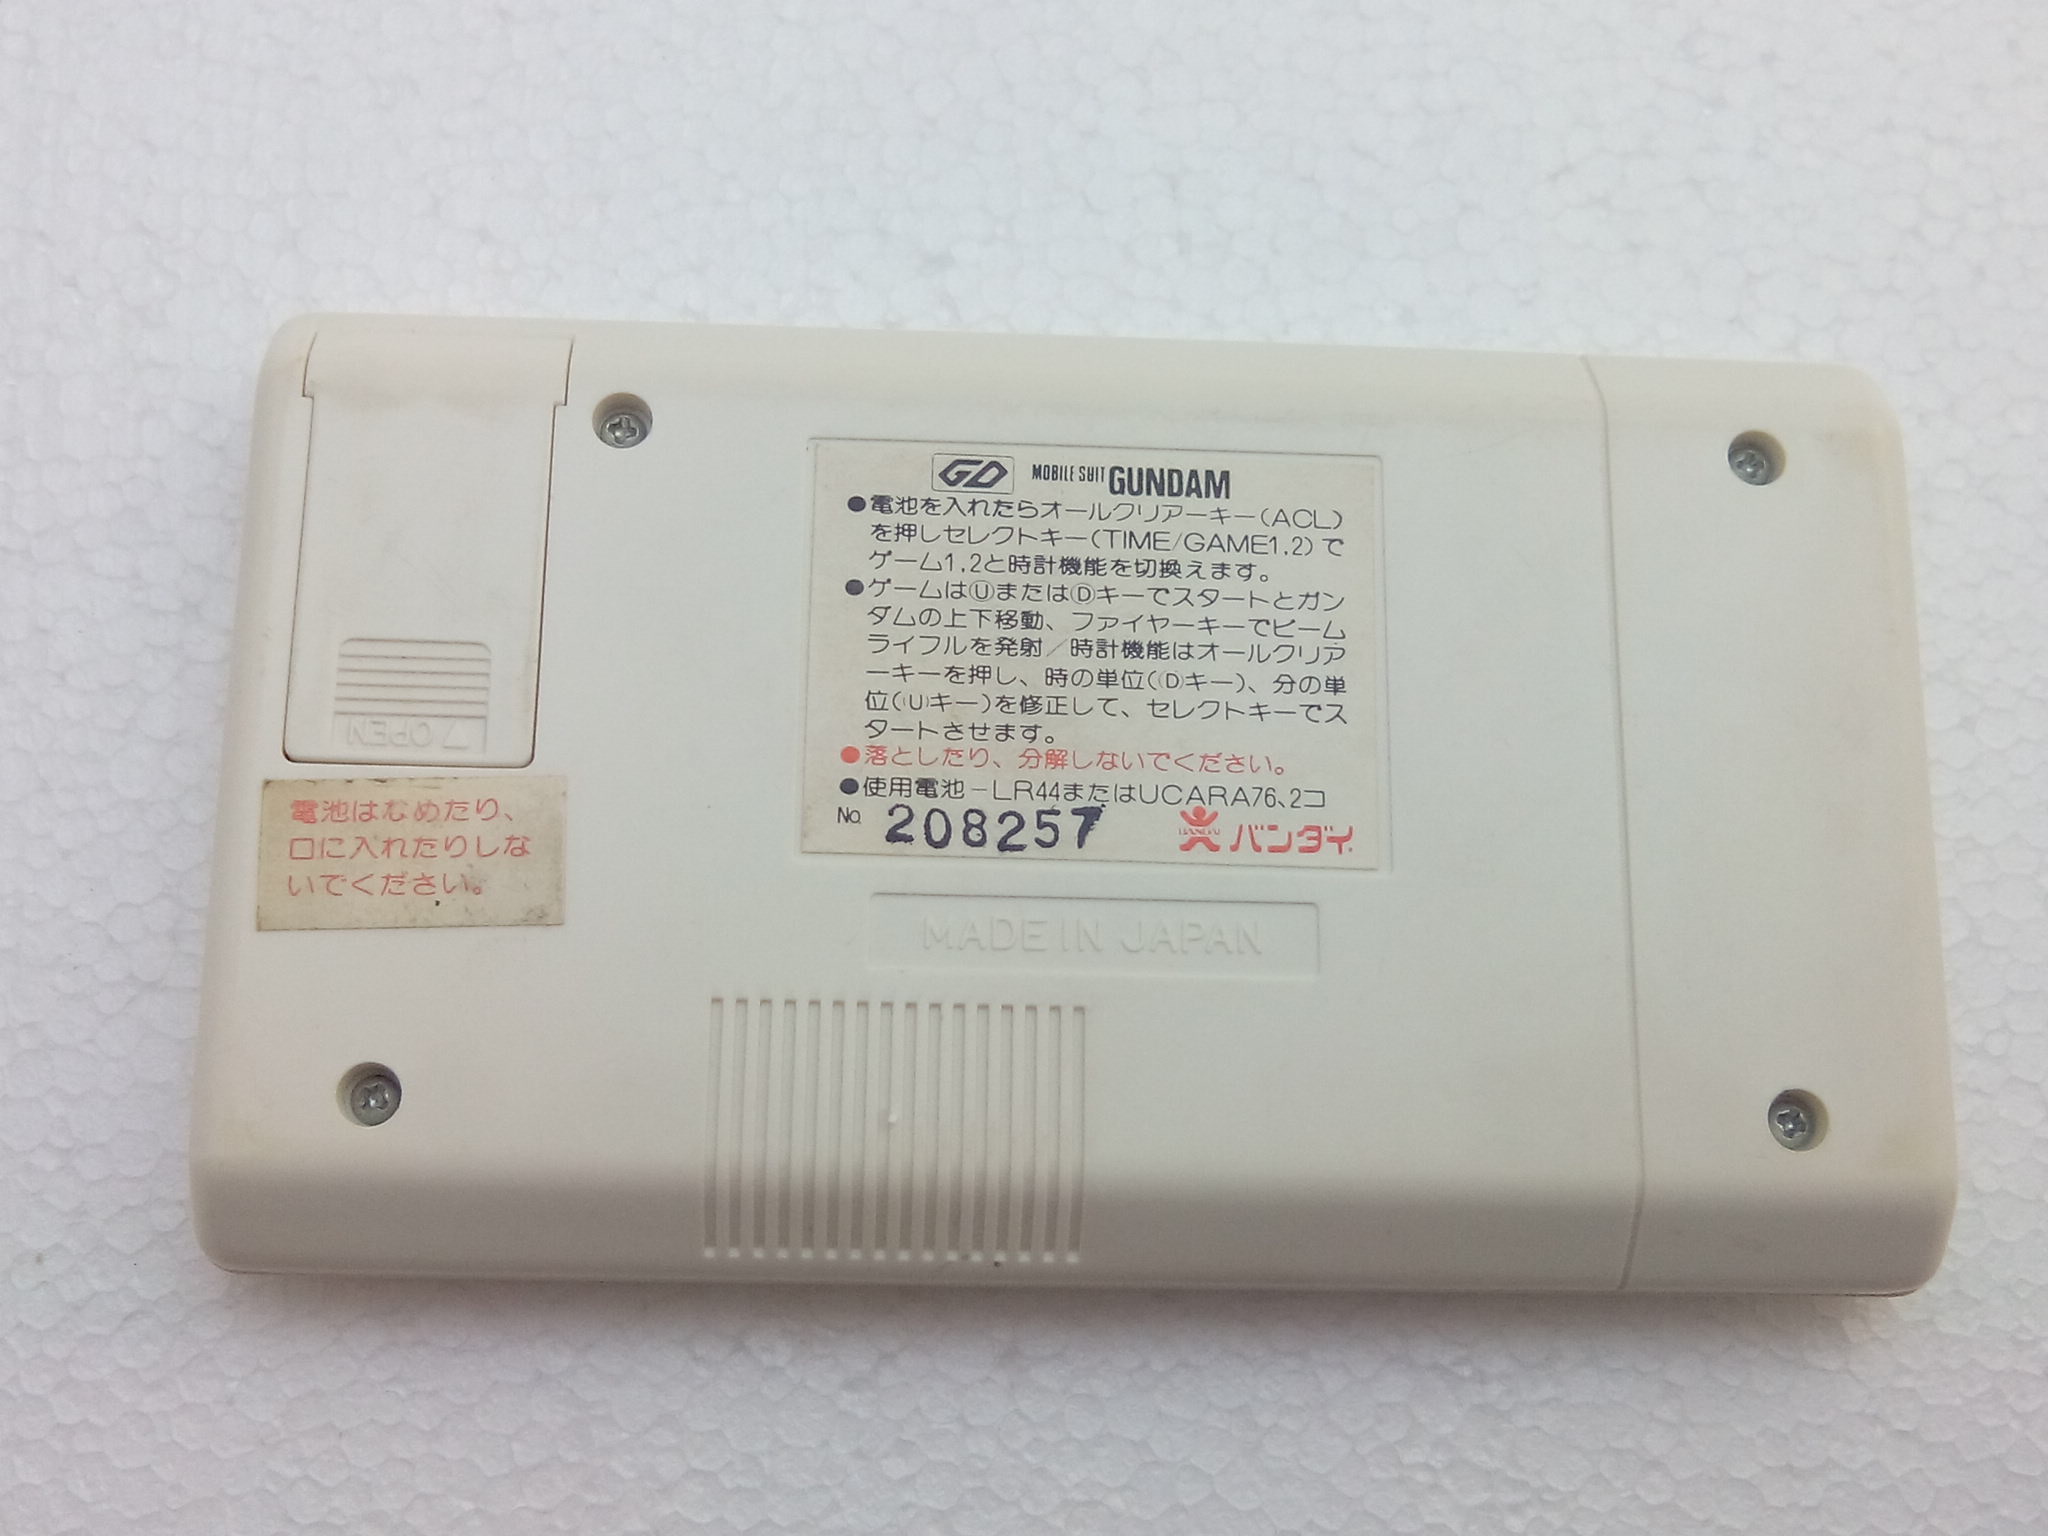 GD MOBILE SUIT GUNDAM
●電池を入れたらオールクリアーキー(ACL)
を押しセレクトキー(TIME/GAME1.2)で
ゲーム1,2と時計機能を切換えます。
●ゲームはⓊまたはⒹキーでスタートとガン
ダムの上下移動、ファイヤーキーでビーム
ライフルを発射/時計機能はオールクリア
ーキーを押し、時の単位(Ⓓキー)、分の単
位(Ⓤキー)を修正して、セレクトキーでス
タートさせます。
●落としたり、分解しないでください。
●使用電池-LR44またはUCARA76、2コ
No. 208257 BANDAI バンダイ
MADE IN JAPAN
▽OPEN
電池はなめたり、
口に入れたりしな
いでください。